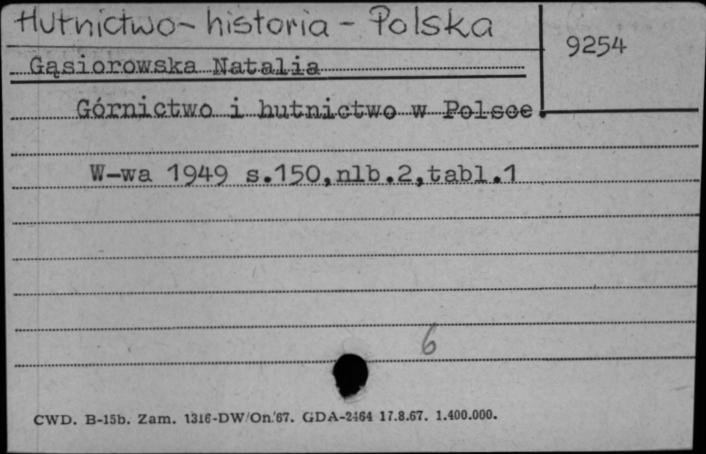 Hutnictwo - historia - Polska
9254
Gąsiorowska Natalia
Górnictwo i hutnictwo w Polsce.
W-wa 1949 s.150,nlb.2,tabl.1
6
CWD. B-15b. Zam. 1316-DW/On.'67. GDA-2464 17.8.67. 1.400.000.